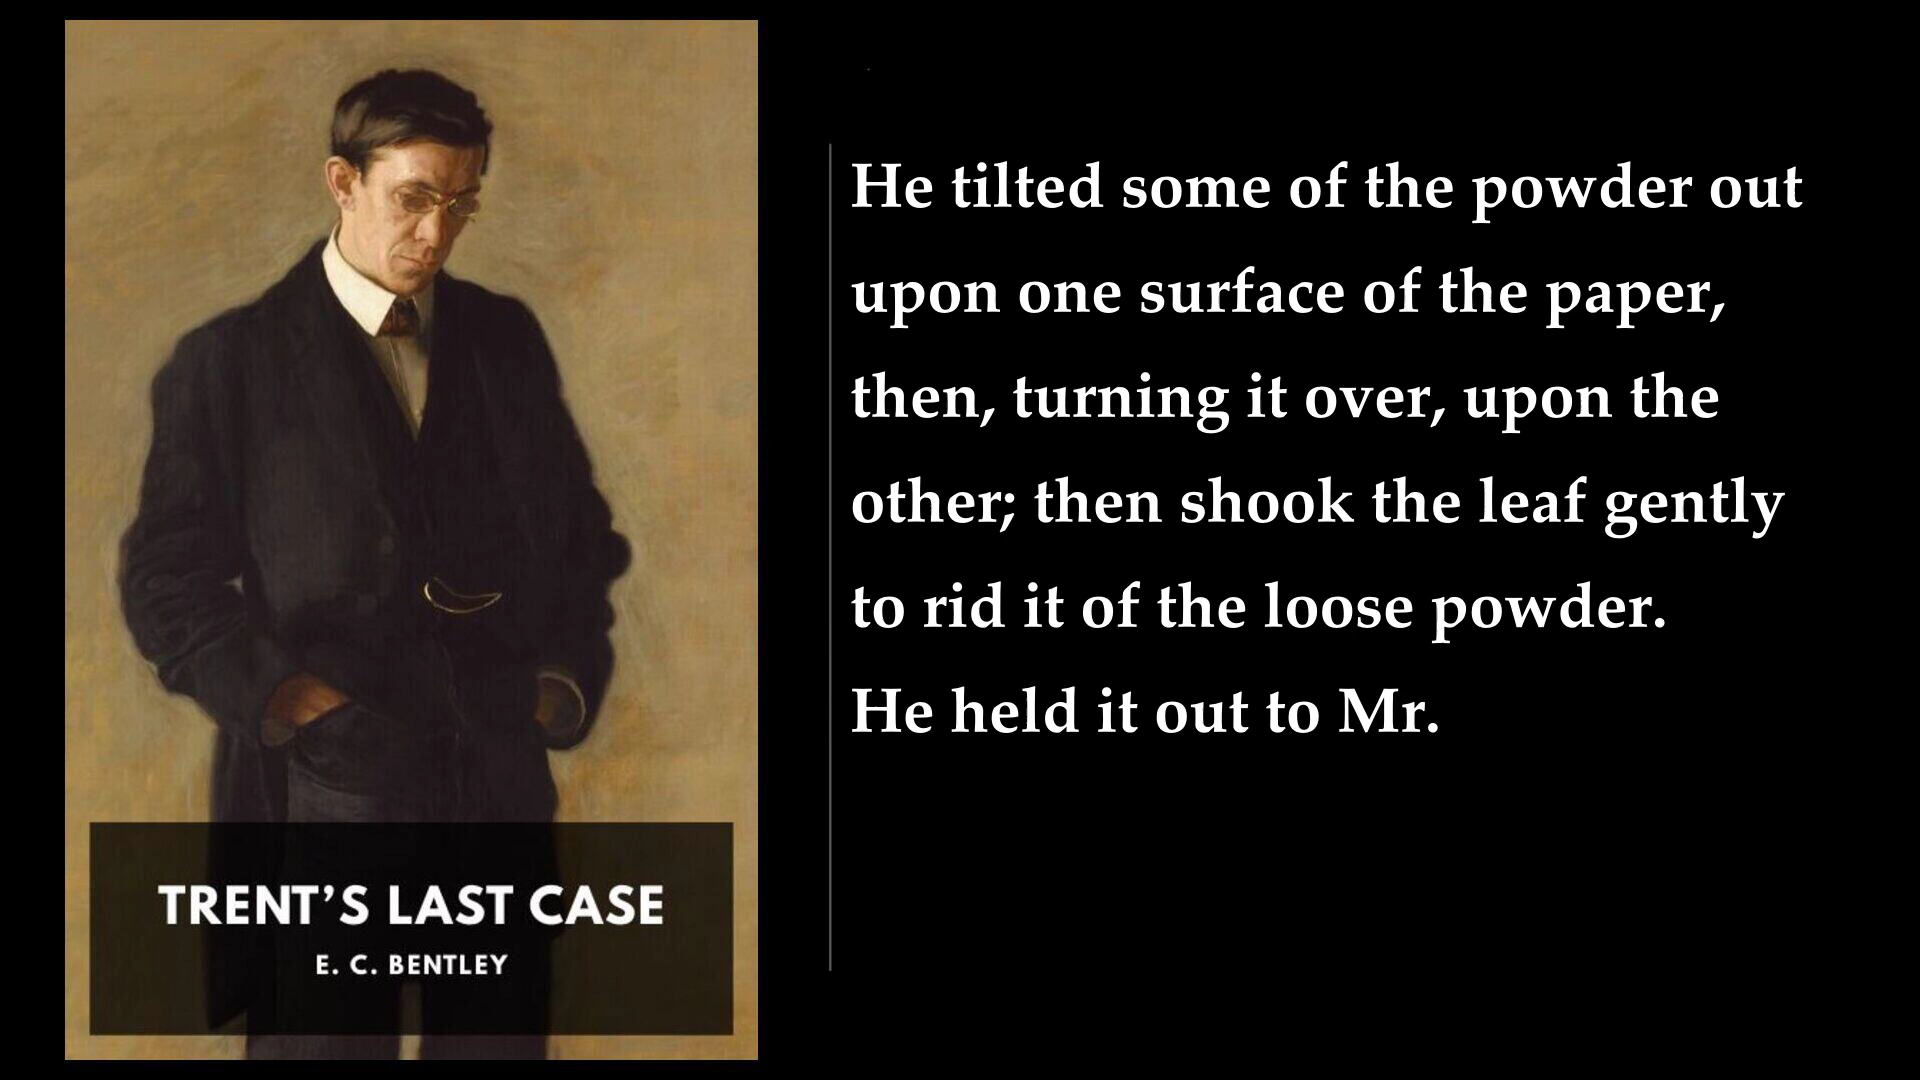 TRENT’S LAST CASE
E. C. BENTLEY
He tilted some of the powder out
upon one surface of the paper,
then, turning it over, upon the
other; then shook the leaf gently
to rid it of the loose powder.
He held it out to Mr.